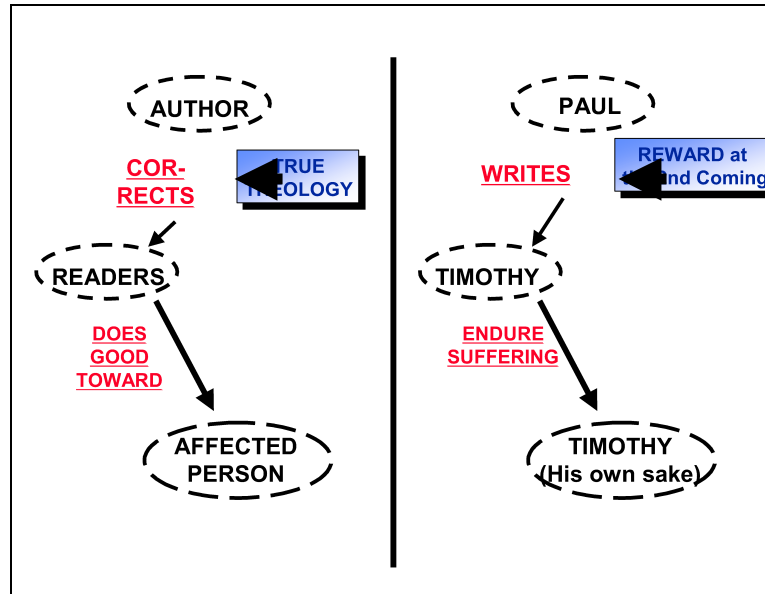 AUTHOR
COR-
RECTS
TRUE
THEOLOGY
READERS
DOES
GOOD
TOWARD
AFFECTED
PERSON
PAUL
WRITES
REWARD at
Coming
TIMOTHY
ENDURE
SUFFERING
TIMOTHY
(His own sake)